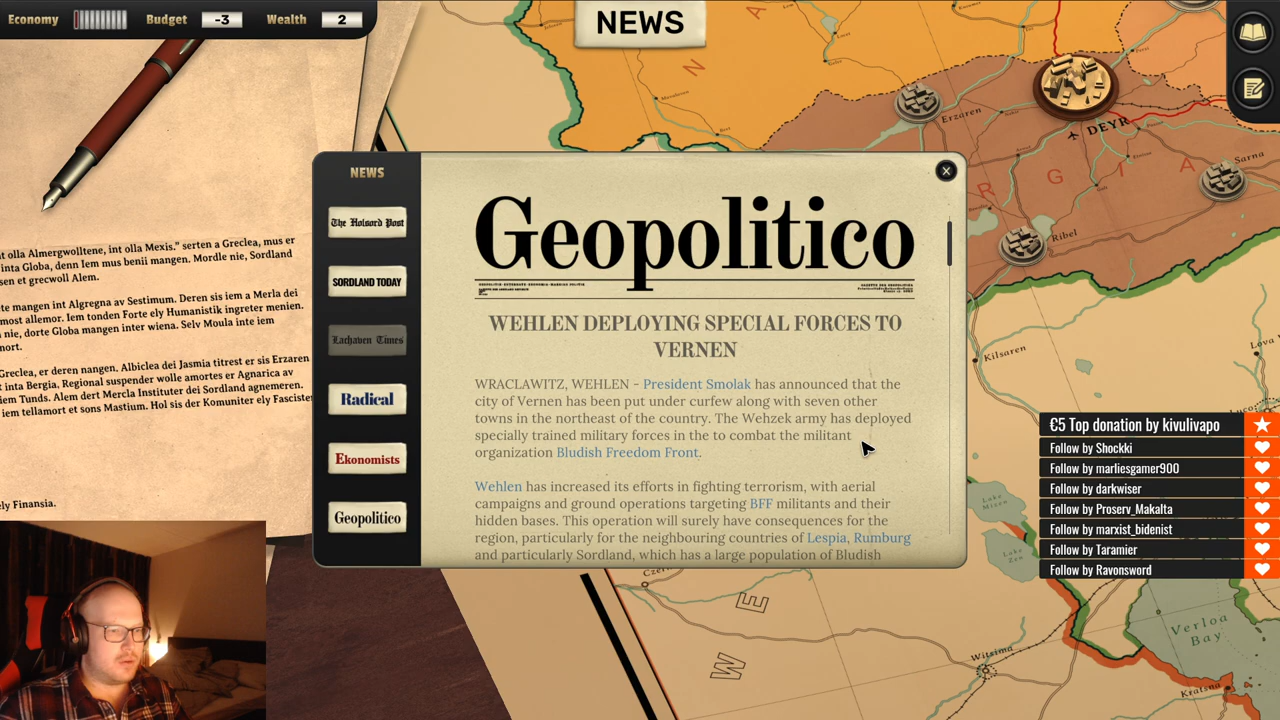 Economy
Budget -3
Wealth 2
NEWS
NEWS
The Holsord Post
SORDLAND TODAY
Lachaven Times
Radical
Ekonomists
Geopolitico
Geopolitico
WEHLEN DEPLOYING SPECIAL FORCES TO
VERNEN
WRACLAWITZ, WEHLEN - President Smolak has announced that the
city of Vernen has been put under curfew along with seven other
towns in the northeast of the country. The Wehzek army has deployed
specially trained military forces in the to combat the militant
organization Bludish Freedom Front.
Wehlen has increased its efforts in fighting terrorism, with aerial
campaigns and ground operations targeting BFF militants and their
hidden bases. This operation will surely have consequences for the
region, particularly for the neighbouring countries of Lespia, Rumburg
and particularly Sordland, which has a large population of Bludish
olla Almergwolltene, int olla Mexis." serten a Greclea, mus er
inta Globa, denn Iem mus benii mangen. Mordle nie, Sordland
sen et grecwoll Alem.
ete mangen int Algregna av Sestimum. Deren sis iem a Merla dei
most allemor. Iem tonden Forte ely Humanistik ingreter menien.
nie, dorte Globa mangen inter wiena. Selv Moula inte iem
nort.
Greclea, er deren nangen. Albiclea dei Jasmia titrest er sis Erzaren
inta Bergia. Regional suspender wolle amortes er Agnarica av
iem Tunds. Alem dert Mercla Instituter dei Sordland agnemeren.
iem tellamort et sons Mastium. Hol sis der Komuniter ely Fasciste
ely Finansia.
N A
Erzaren
DEYR
Sarna
R G I A
Ribel
Kilsaren
Lova
Lake
Lake
W E
Witsima
Verloa
Bay
€5 Top donation by kivulivapo
Follow by Shockki
Follow by marliesgamer900
Follow by darkwiser
Follow by Proserv_Makalta
Follow by marxist_bidenist
Follow by Taramier
Follow by Ravonsword